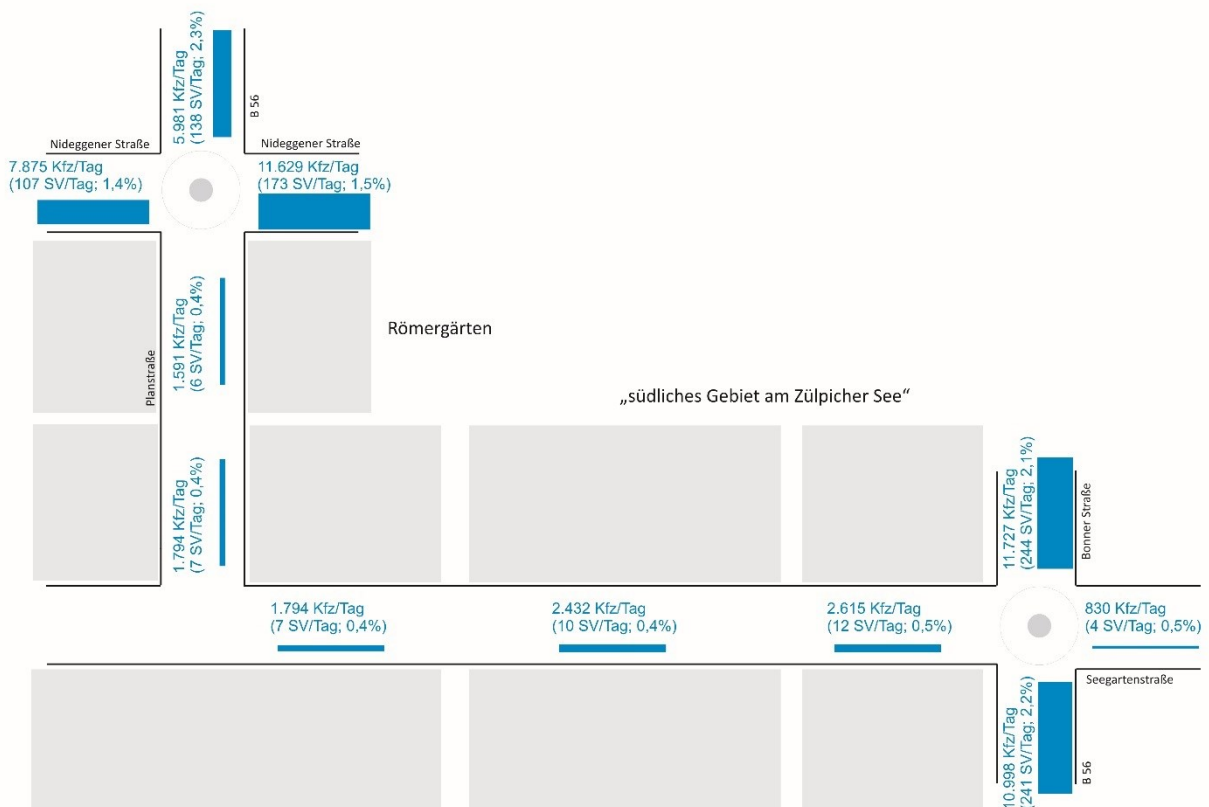 5.981 Kfz/Tag
(138 SV/Tag; 2,3%)
B 56
Nideggener Straße
Nideggener Straße
7.875 Kfz/Tag
(107 SV/Tag; 1,4%)
11.629 Kfz/Tag
(173 SV/Tag; 1,5%)
Planstraße
1.591 Kfz/Tag
(6 SV/Tag; 0,4%)
Römergärten
„südliches Gebiet am Zülpicher See“
1.794 Kfz/Tag
(7 SV/Tag; 0,4%)
11.727 Kfz/Tag
(244 SV/Tag; 2,1%)
Bonner Straße
1.794 Kfz/Tag
(7 SV/Tag; 0,4%)
2.432 Kfz/Tag
(10 SV/Tag; 0,4%)
2.615 Kfz/Tag
(12 SV/Tag; 0,5%)
830 Kfz/Tag
(4 SV/Tag; 0,5%)
Seegartenstraße
10.998 Kfz/Tag
(241 SV/Tag; 2,2%)
B 56